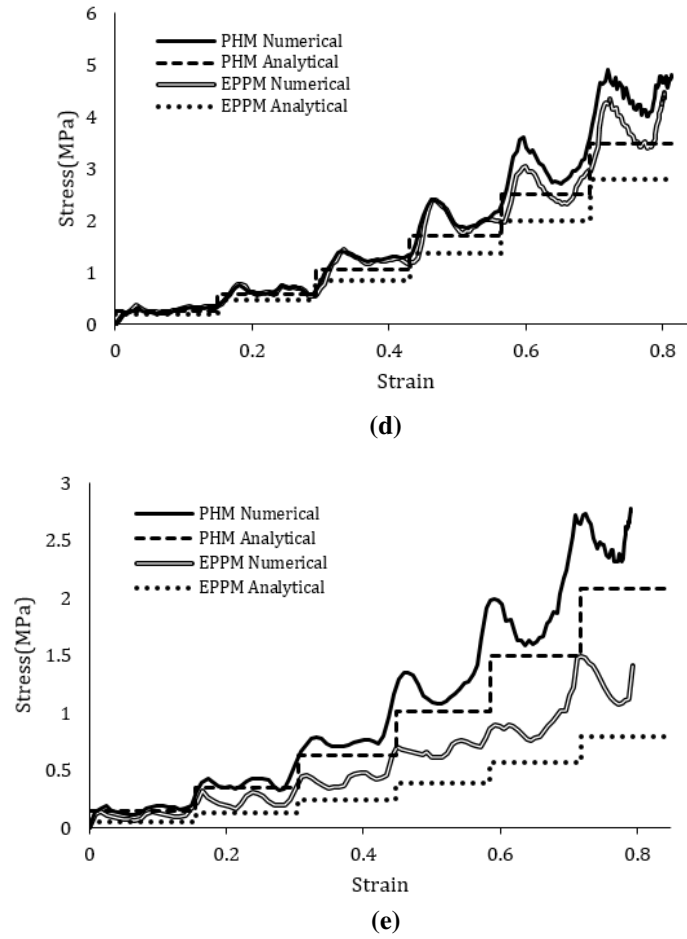 6
5
4
3
2
1
0
Stress(MPa)
PHM Numerical
PHM Analytical
EPPM Numerical
EPPM Analytical
0 0.2 0.4 0.6 0.8
Strain
(d)
3
2.5
2
1.5
1
0.5
0
Stress(MPa)
PHM Numerical
PHM Analytical
EPPM Numerical
EPPM Analytical
0 0.2 0.4 0.6 0.8
Strain
(e)